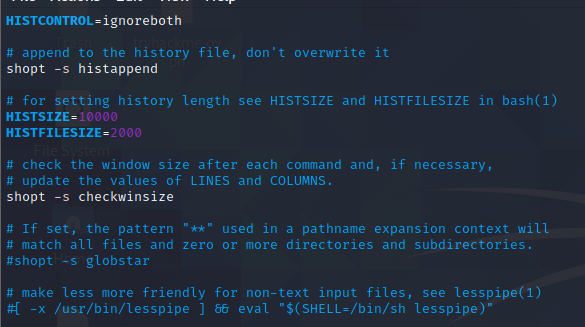 HISTCONTROL=ignoreboth
# append to the history file, don't overwrite it
shopt -s histappend
# for setting history length see HISTSIZE and HISTFILESIZE in bash(1)
HISTSIZE=10000
HISTFILESIZE=2000
File System
# check the window size after each command and, if necessary,
# update the values of LINES and COLUMNS.
shopt -s checkwinsize
# If set, the pattern "**" used in a pathname expansion context will
# match all files and zero or more directories and subdirectories.
#shopt -s globstar
# make less more friendly for non-text input files, see lesspipe(1)
#[ -x /usr/bin/lesspipe ] && eval "$(SHELL=/bin/sh lesspipe)"